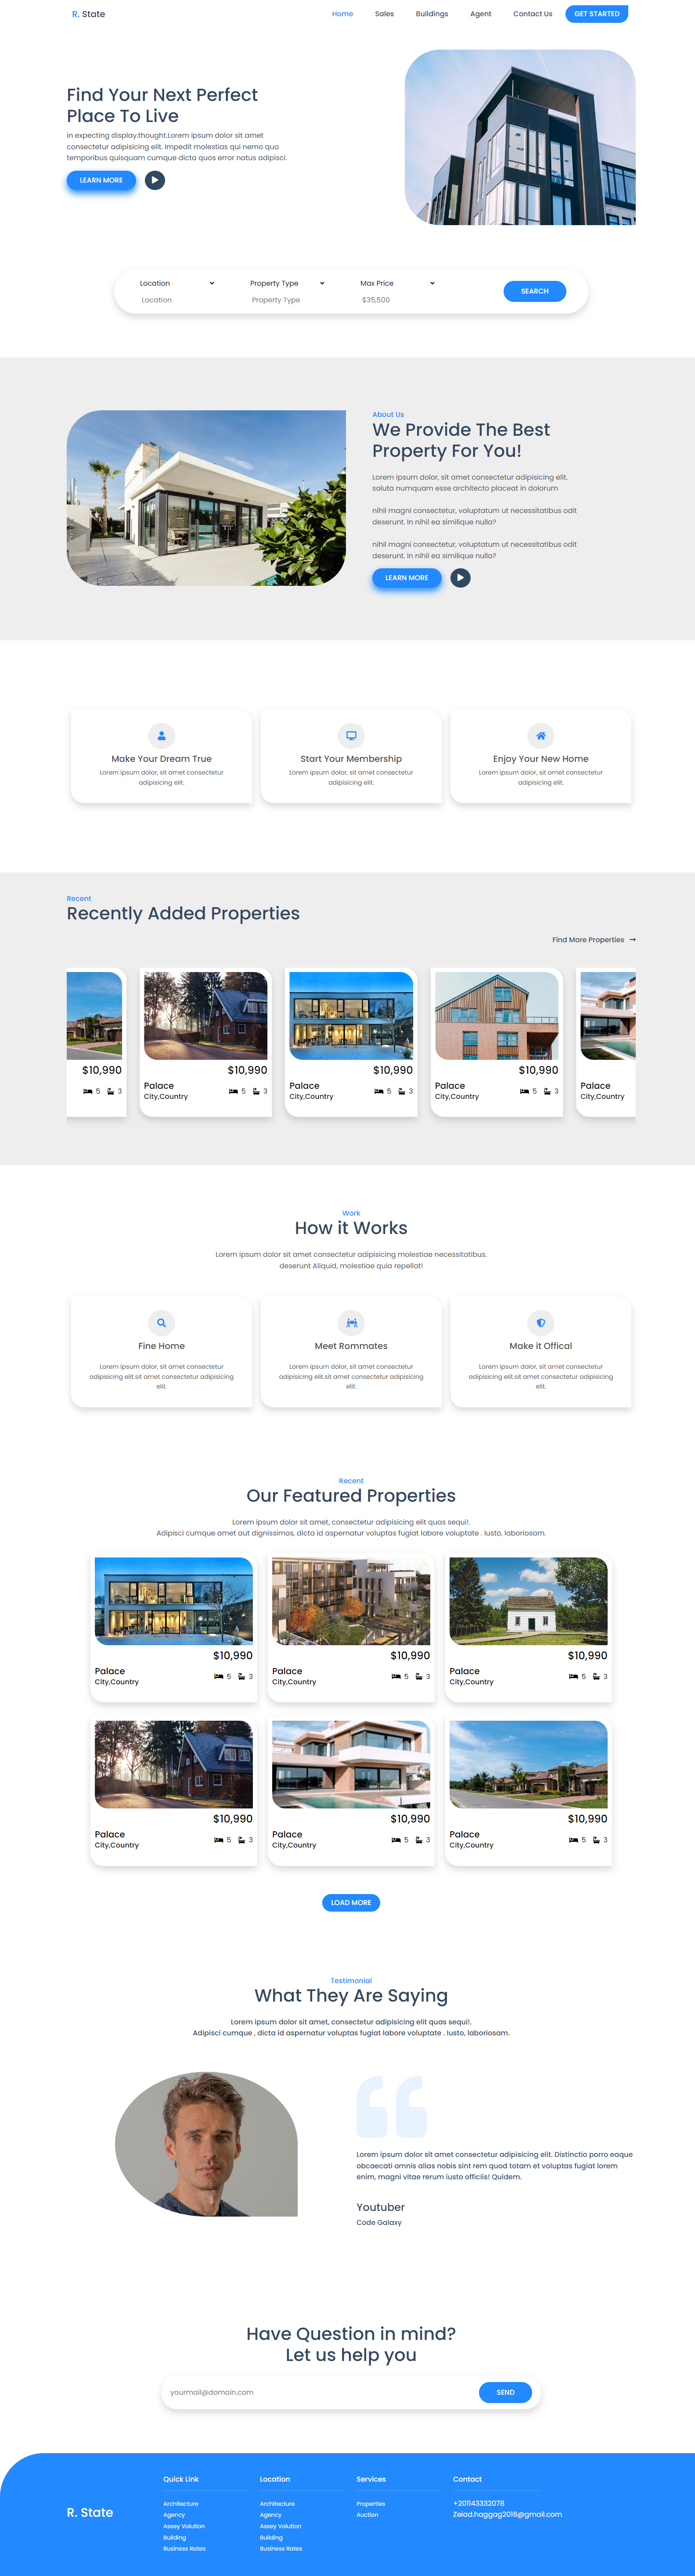 R. State
Home
Sales
Buildings
Agent
Contact Us
GET STARTED
Find Your Next Perfect
Place To Live
in expecting display:thought.Lorem ipsum dolor sit amet
consectetur adipisicing elit. Impedit molestias qui nemo quo
temporibus quisquam cumque dicta quos error natus adipisci.
LEARN MORE
Location
Property Type
Max Price
Location
Property Type
$35,500
SEARCH
About Us
We Provide The Best
Property For You!
Lorem ipsum dolor, sit amet consectetur adipisicing elit.
soluta numquam esse architecto placeat in dolorum
nihil magni consectetur, voluptatum ut necessitatibus odit
deserunt. In nihil ea similique nulla?
nihil magni consectetur, voluptatum ut necessitatibus odit
deserunt. In nihil ea similique nulla?
LEARN MORE
Make Your Dream True
Lorem ipsum dolor, sit amet consectetur
adipisicing elit.
Start Your Membership
Lorem ipsum dolor, sit amet consectetur
adipisicing elit.
Enjoy Your New Home
Lorem ipsum dolor, sit amet consectetur
adipisicing elit.
Recent
Recently Added Properties
Find More Properties
$10,990
5 3
$10,990
Palace
City,Country
5 3
$10,990
Palace
City,Country
5 3
$10,990
Palace
City,Country
5 3
Palace
City,Country
Work
How it Works
Lorem ipsum dolor sit amet consectetur adipisicing molestiae necessitatibus.
deserunt Aliquid, molestiae quia repellat!
Fine Home
Lorem ipsum dolor, sit amet consectetur
adipisicing elit.sit amet consectetur adipisicing
elit.
Meet Rommates
Lorem ipsum dolor, sit amet consectetur
adipisicing elit.sit amet consectetur adipisicing
elit.
Make it Offical
Lorem ipsum dolor, sit amet consectetur
adipisicing elit.sit amet consectetur adipisicing
elit.
Recent
Our Featured Properties
Lorem ipsum dolor sit amet, consectetur adipisicing elit quas sequi!.
Adipisci cumque amet aut dignissimos, dicta id aspernatur voluptas fugiat labore voluptate . Iusto, laboriosam.
$10,990
Palace
City,Country
5 3
$10,990
Palace
City,Country
5 3
$10,990
Palace
City,Country
5 3
$10,990
Palace
City,Country
5 3
$10,990
Palace
City,Country
5 3
$10,990
Palace
City,Country
5 3
LOAD MORE
Testimonial
What They Are Saying
Lorem ipsum dolor sit amet, consectetur adipisicing elit quas sequi!.
Adipisci cumque , dicta id aspernatur voluptas fugiat labore voluptate . Iusto, laboriosam.
Lorem ipsum dolor sit amet consectetur adipisicing elit. Distinctio porro eaque
obcaecati omnis alias nobis sint rem quod totam et voluptas fugiat lorem
enim, magni vitae rerum iusto officiis! Quidem.
Youtuber
Code Galaxy
Have Question in mind?
Let us help you
yourmail@domain.com
SEND
R. State
Quick Link
Architecture
Agency
Assey Volution
Building
Business Rates
Location
Architecture
Agency
Assey Volution
Building
Business Rates
Services
Properties
Auction
Contact
+201143332078
Zeiad.haggag2016@gmail.com